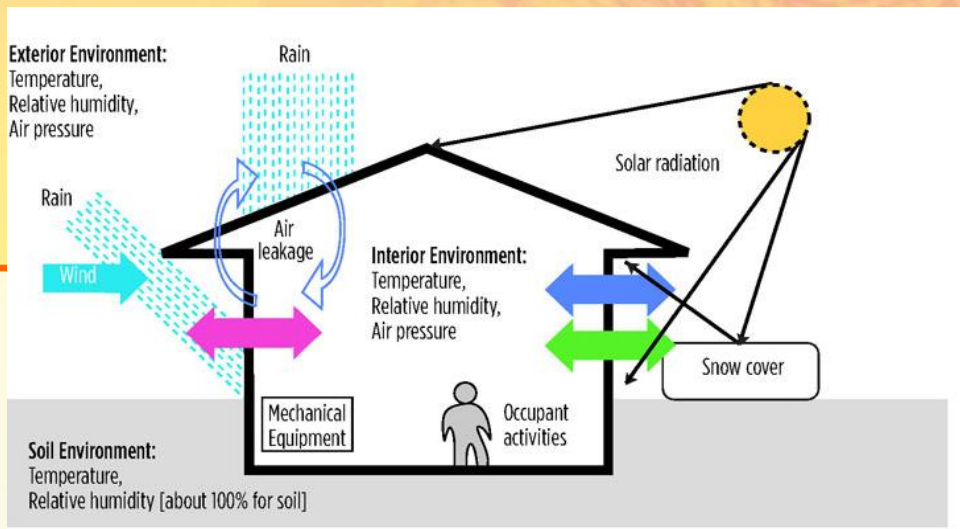 Exterior Environment:
Temperature,
Relative humidity,
Air pressure
Rain
Solar radiation
Rain
Air
leakage
Wind
Interior Environment:
Temperature,
Relative humidity,
Air pressure
Snow cover
Mechanical
Equipment
Occupant
activities
Soil Environment:
Temperature,
Relative humidity [about 100% for soil]